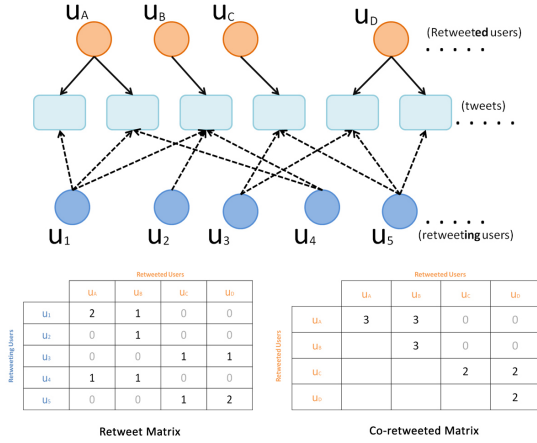 uA uB uC uD (Retweeted users)
. . . . .
(tweets)
. . . . .
u1 u2 u3 u4 u5
. . . . .
(retweeting users)
Retweeted Users
uA uB uC uD
Retweeting Users
u1 2 1 0 0
u2 0 1 0 0
u3 0 0 1 1
u4 1 1 0 0
u5 0 0 1 2
Retweet Matrix
Retweeted Users
uA uB uC uD
Retweeted Users
uA 3 3 0 0
uB 3 0 0
uC 2 2
uD 2
Co-retweeted Matrix